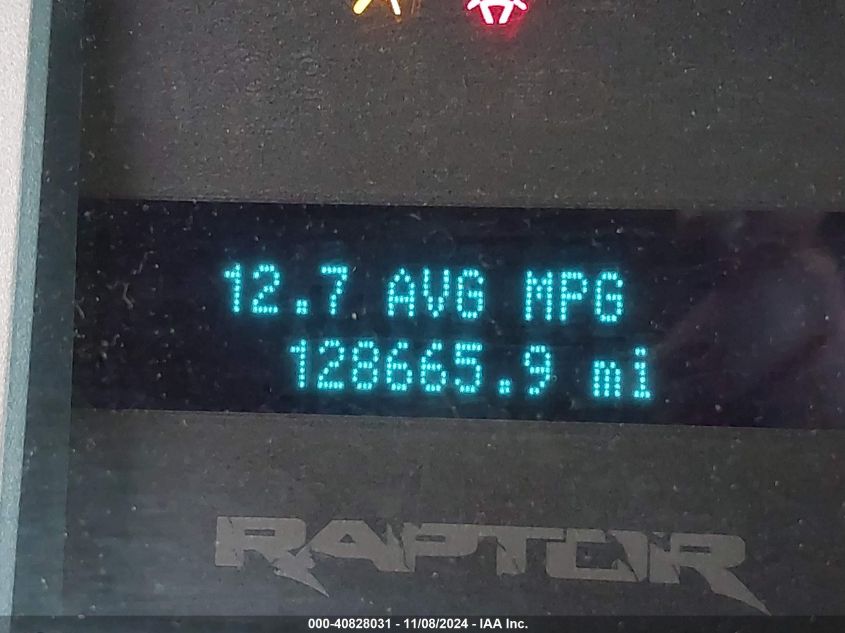 12.7 AVG MPG
128665.9 mi
RAPTOR
000-40828031 - 11/08/2024 - IAA Inc.